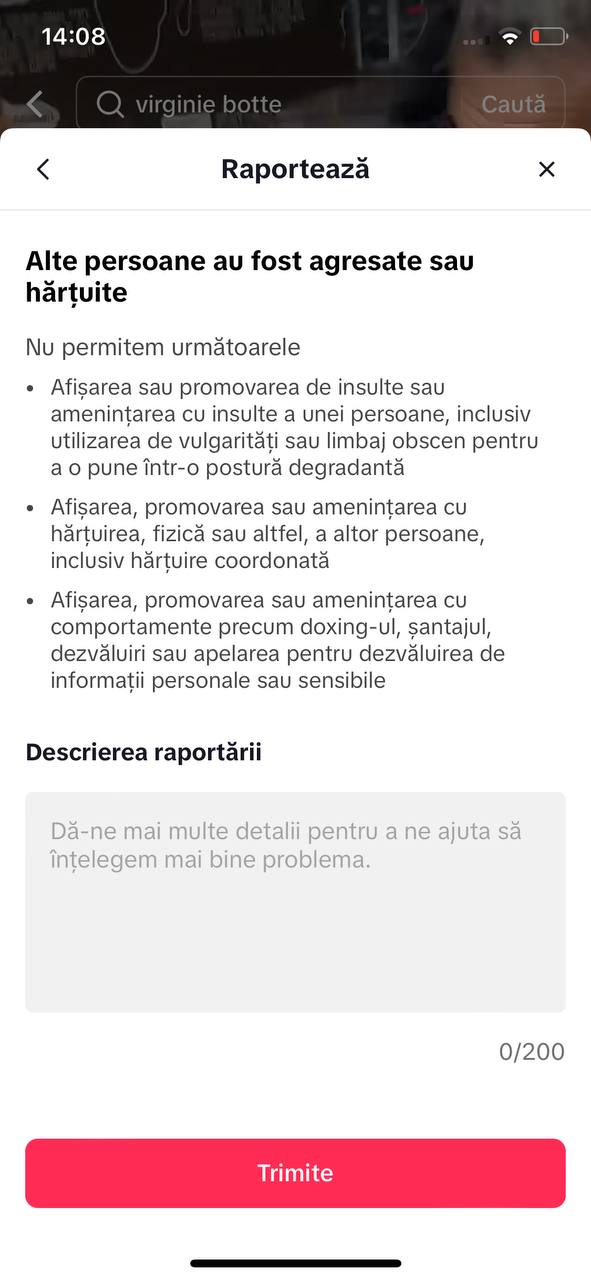 14:08
virginie botte
Caută
Raportează
Alte persoane au fost agresate sau
hărțuite
Nu permitem următoarele
• Afișarea sau promovarea de insulte sau
amenințarea cu insulte a unei persoane, inclusiv
utilizarea de vulgarități sau limbaj obscen pentru
a o pune într-o postură degradantă
• Afișarea, promovarea sau amenințarea cu
hărțuirea, fizică sau altfel, a altor persoane,
inclusiv hărțuire coordonată
• Afișarea, promovarea sau amenințarea cu
comportamente precum doxing-ul, șantajul,
dezvăluiri sau apelarea pentru dezvăluirea de
informații personale sau sensibile
Descrierea raportării
Dă-ne mai multe detalii pentru a ne ajuta să
înțelegem mai bine problema.
0/200
Trimite